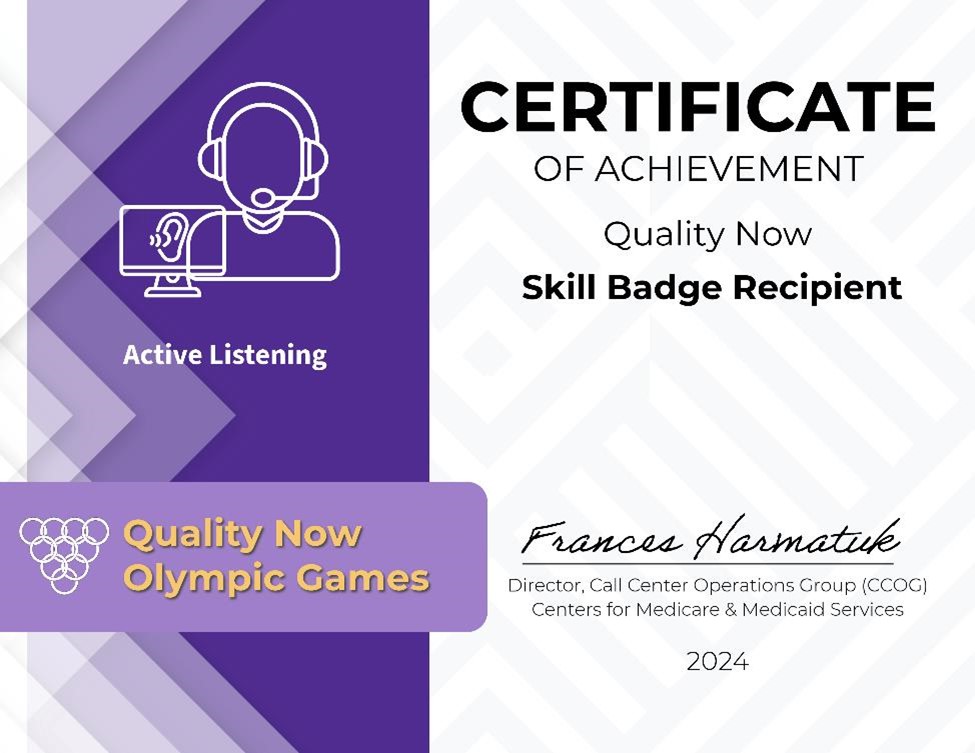 CERTIFICATE
OF ACHIEVEMENT
Quality Now
Skill Badge Recipient
Active Listening
Quality Now
Olympic Games
Frances Harmatuk
Director, Call Center Operations Group (CCOG)
Centers for Medicare & Medicaid Services
2024